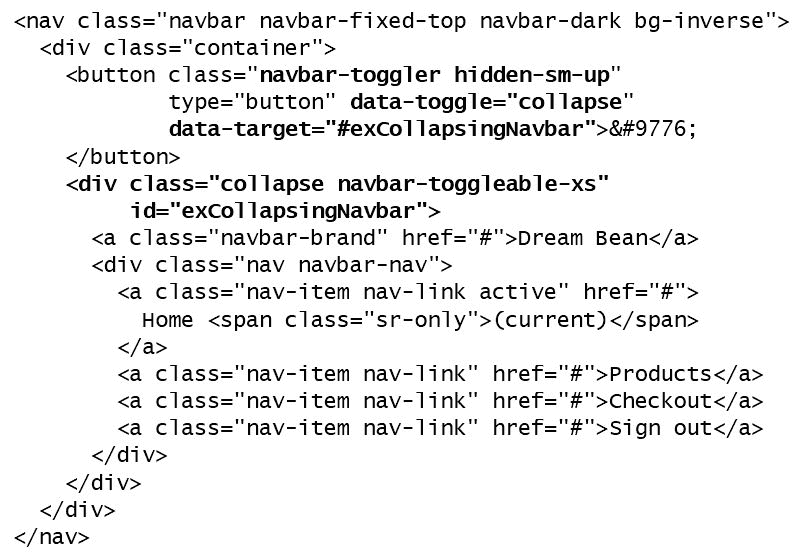 <nav class="navbar navbar-fixed-top navbar-dark bg-inverse">
  <div class="container">
    <button class="navbar-toggler hidden-sm-up"
            type="button" data-toggle="collapse"
            data-target="#exCollapsingNavbar">&#9776;
    </button>
    <div class="collapse navbar-toggleable-xs"
         id="exCollapsingNavbar">
      <a class="navbar-brand" href="#">Dream Bean</a>
      <div class="nav navbar-nav">
        <a class="nav-item nav-link active" href="#">
          Home <span class="sr-only">(current)</span>
        </a>
        <a class="nav-item nav-link" href="#">Products</a>
        <a class="nav-item nav-link" href="#">Checkout</a>
        <a class="nav-item nav-link" href="#">Sign out</a>
      </div>
    </div>
  </div>
</nav>